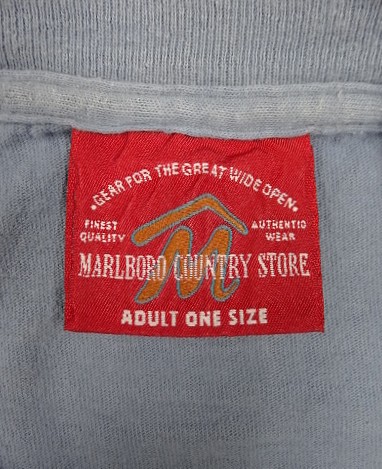 •GEAR FOR THE GREAT WIDE OPEN•
FINEST
QUALITY
AUTHENTIC
WEAR
M
MARLBORO COUNTRY STORE
ADULT ONE SIZE